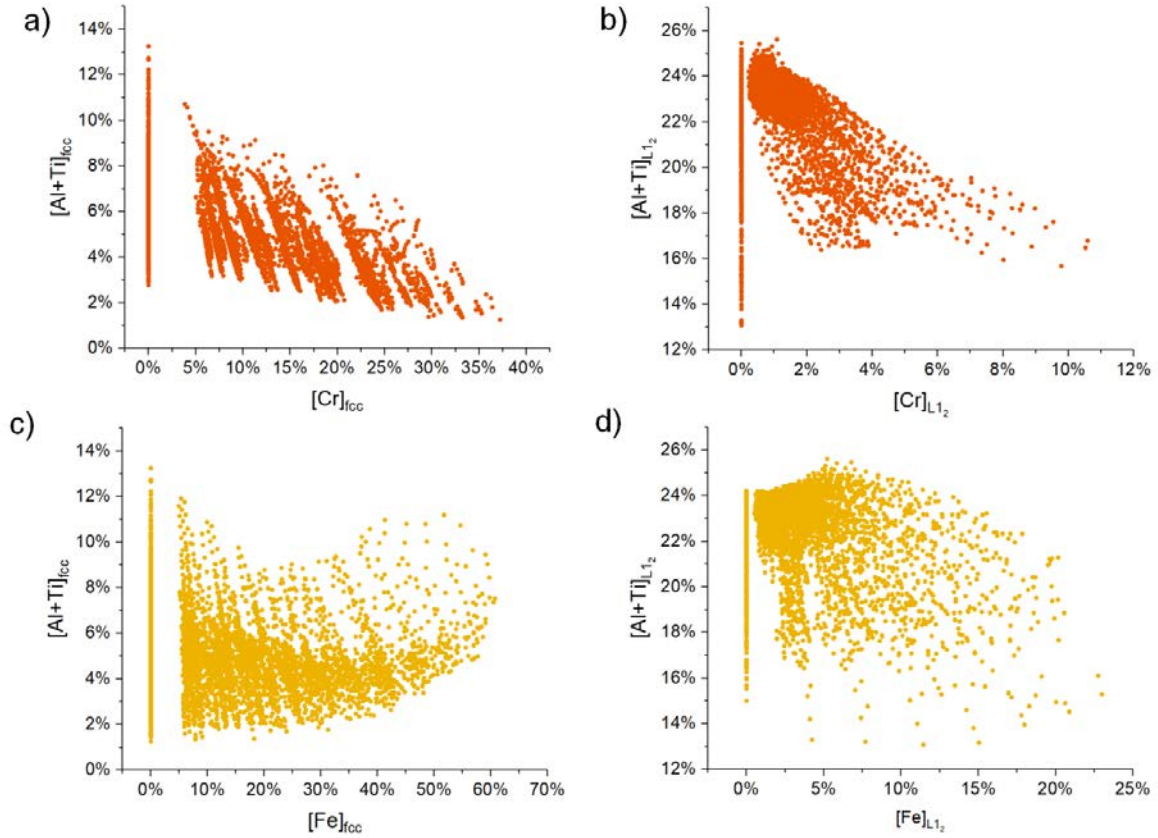 a)
14%
12%
10%
8%
6%
4%
2%
0%
[Al+Ti]fcc
0% 5% 10% 15% 20% 25% 30% 35% 40%
[Cr]fcc
b)
26%
24%
22%
20%
18%
16%
14%
12%
[Al+Ti]L1₂
0% 2% 4% 6% 8% 10% 12%
[Cr]L1₂
c)
14%
12%
10%
8%
6%
4%
2%
0%
[Al+Ti]fcc
0% 10% 20% 30% 40% 50% 60% 70%
[Fe]fcc
d)
26%
24%
22%
20%
18%
16%
14%
12%
[Al+Ti]L1₂
0% 5% 10% 15% 20% 25%
[Fe]L1₂